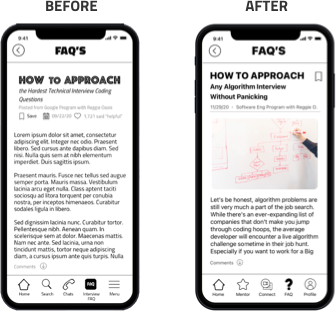 BEFORE
AFTER
9:41
FAQ'S
HOW TO APPROACH
the Hardest Technical Interview Coding
Questions
Posted from Google Program with Reggie Gaza
Save 09/22/20 1,101 said "helpful"
Lorem ipsum dolor sit amet, consectetur
adipiscing elit. Integer nec odio. Praesent
libero. Sed cursus ante dapibus diam. Sed
nisi. Nulla quis sem at nibh elementum
imperdiet. Duis sagittis ipsum.
Praesent mauris. Fusce nec tellus sed augue
semper porta. Mauris massa. Vestibulum
lacinia arcu eget nulla. Class aptent taciti
sociosqu ad litora torquent per conubia
nostra, per inceptos himenaeos. Curabitur
sodales ligula in libero.
Sed dignissim lacinia nunc. Curabitur tortor.
Pellentesque nibh. Aenean quam. In
scelerisque sem at dolor. Maecenas mattis.
Nam nec ante. Sed lacinia, urna non
tincidunt mattis, tortor neque adipiscing
diam, a cursus ipsum ante quis turpis. Nulla
Comments
Home Search Chats Interview FAQ Menu
9:41
FAQ'S
HOW TO APPROACH
Any Algorithm Interview
Without Panicking
11/29/20 • Software Eng Program with Reggie G
Let's be honest, algorithm problems are
still very much a part of the job search.
While there's an ever-expanding list of
companies that don't make you jump
through coding hoops, the average
developer will encounter a live algorithm
challenge sometime in their job hunt.
Especially if you want to work for a Big
Comments
Home Mentor Connect FAQ Profile